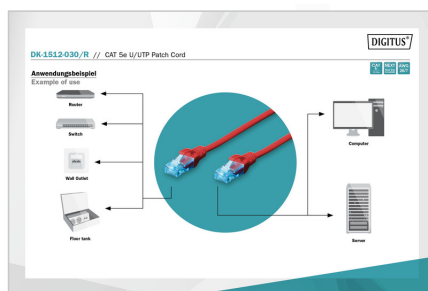 DIGITUS®
DK-1512-030/R // CAT 5e U/UTP Patch Cord
Anwendungsbeispiel
Example of use
Router
Switch
Wall Outlet
Floor tank
Computer
Server